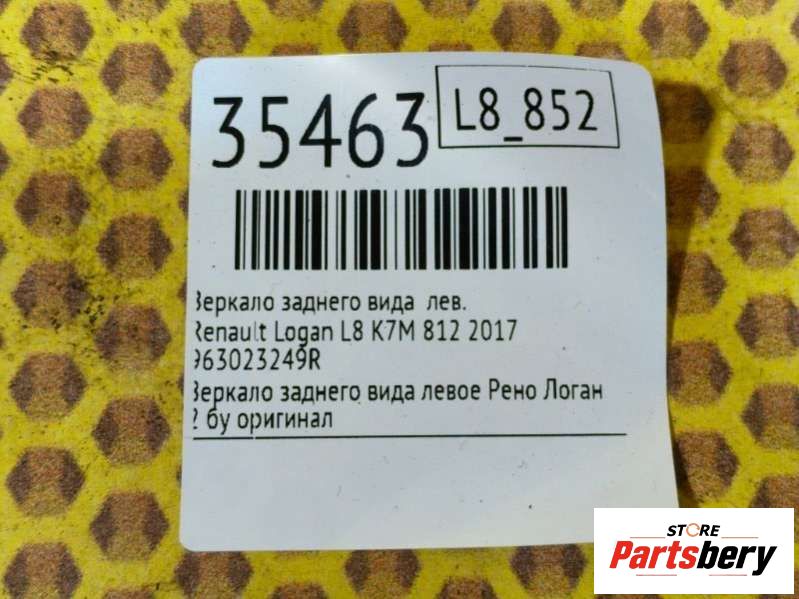 35463
L8_852
Зеркало заднего вида лев.
Renault Logan L8 K7M 812 2017
963023249R
Зеркало заднего вида левое Рено Логан
2 бу оригинал
STORE
Partsbery